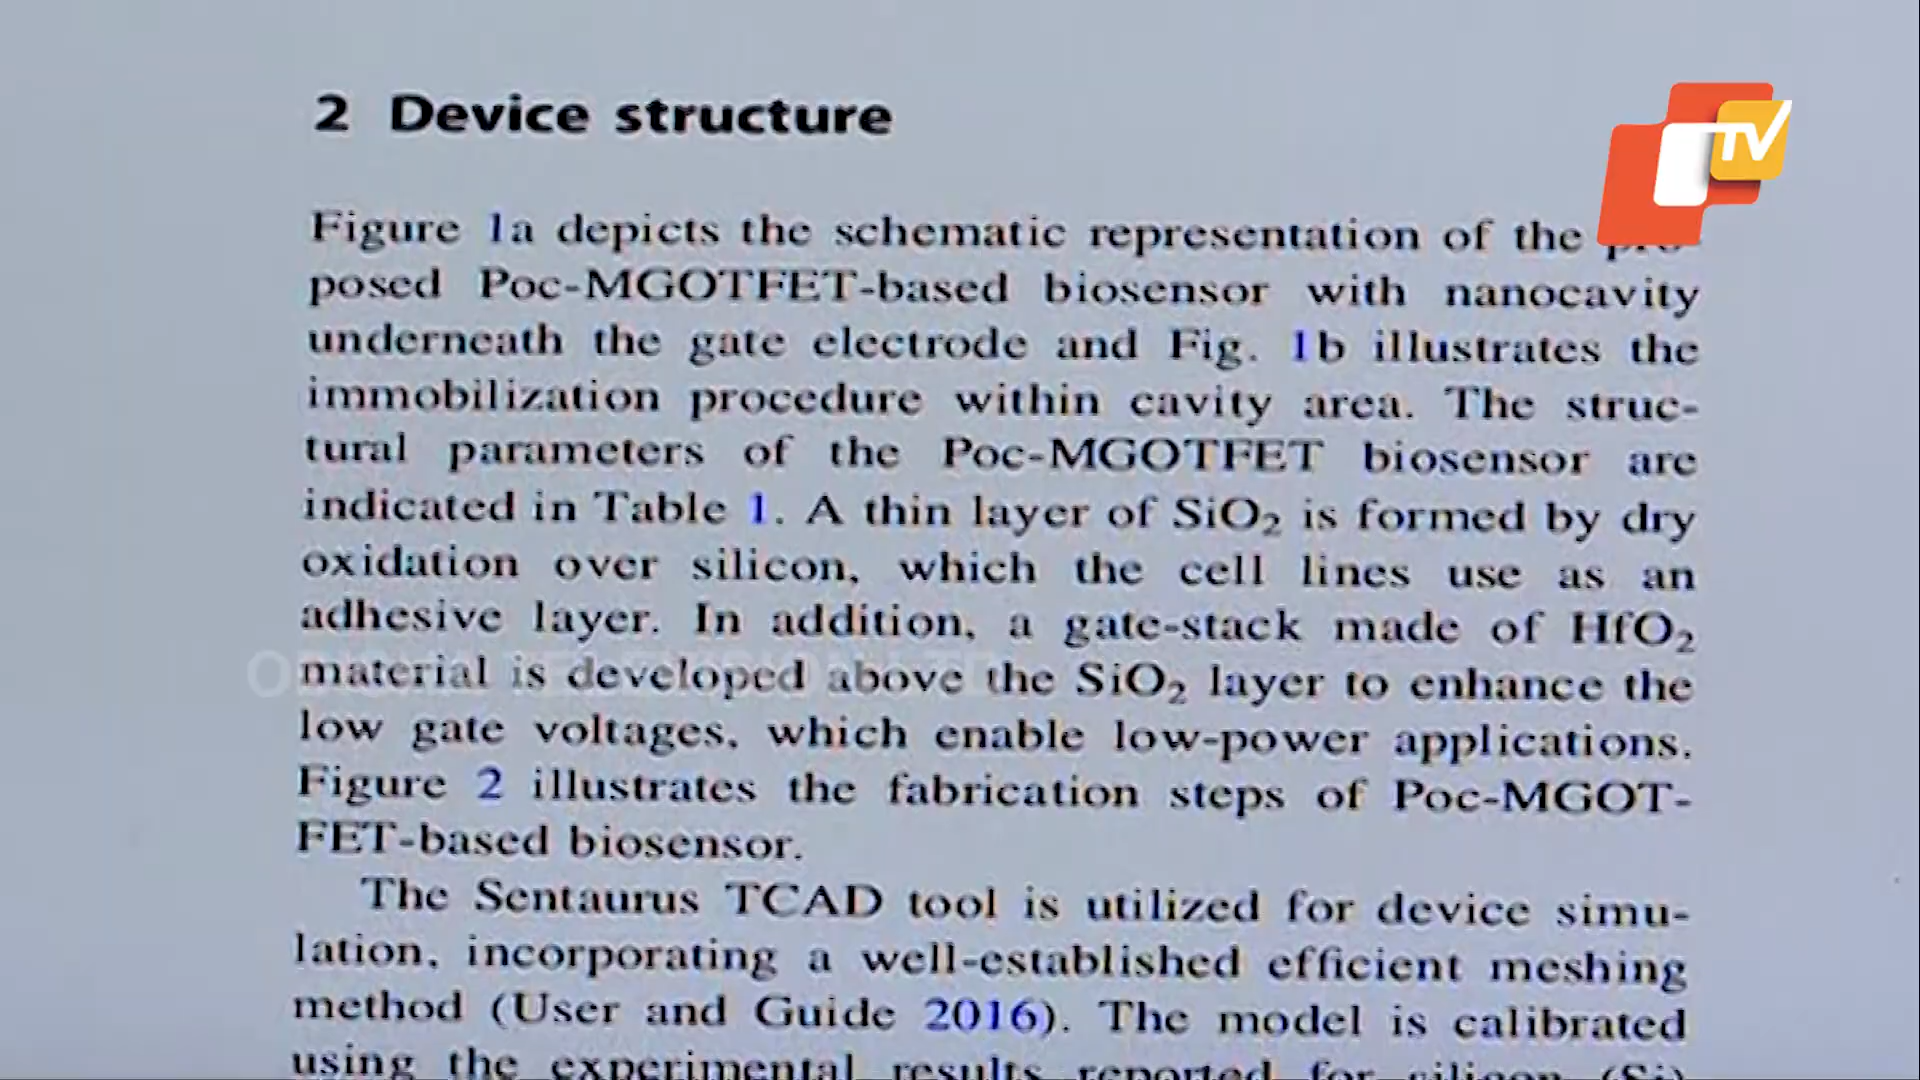 2 Device structure
TV
Figure 1a depicts the schematic representation of the pro-
posed Poc-MGOTFET-based biosensor with nanocavity
underneath the gate electrode and Fig. 1b illustrates the
immobilization procedure within cavity area. The struc-
tural parameters of the Poc-MGOTFET biosensor are
indicated in Table 1. A thin layer of SiO₂ is formed by dry
oxidation over silicon, which the cell lines use as an
adhesive layer. In addition, a gate-stack made of HfO₂
material is developed above the SiO₂ layer to enhance the
low gate voltages, which enable low-power applications.
Figure 2 illustrates the fabrication steps of Poc-MGOT-
FET-based biosensor.
The Sentaurus TCAD tool is utilized for device simu-
lation, incorporating a well-established efficient meshing
method (User and Guide 2016). The model is calibrated
using the experimental results reported for silicon (Si)